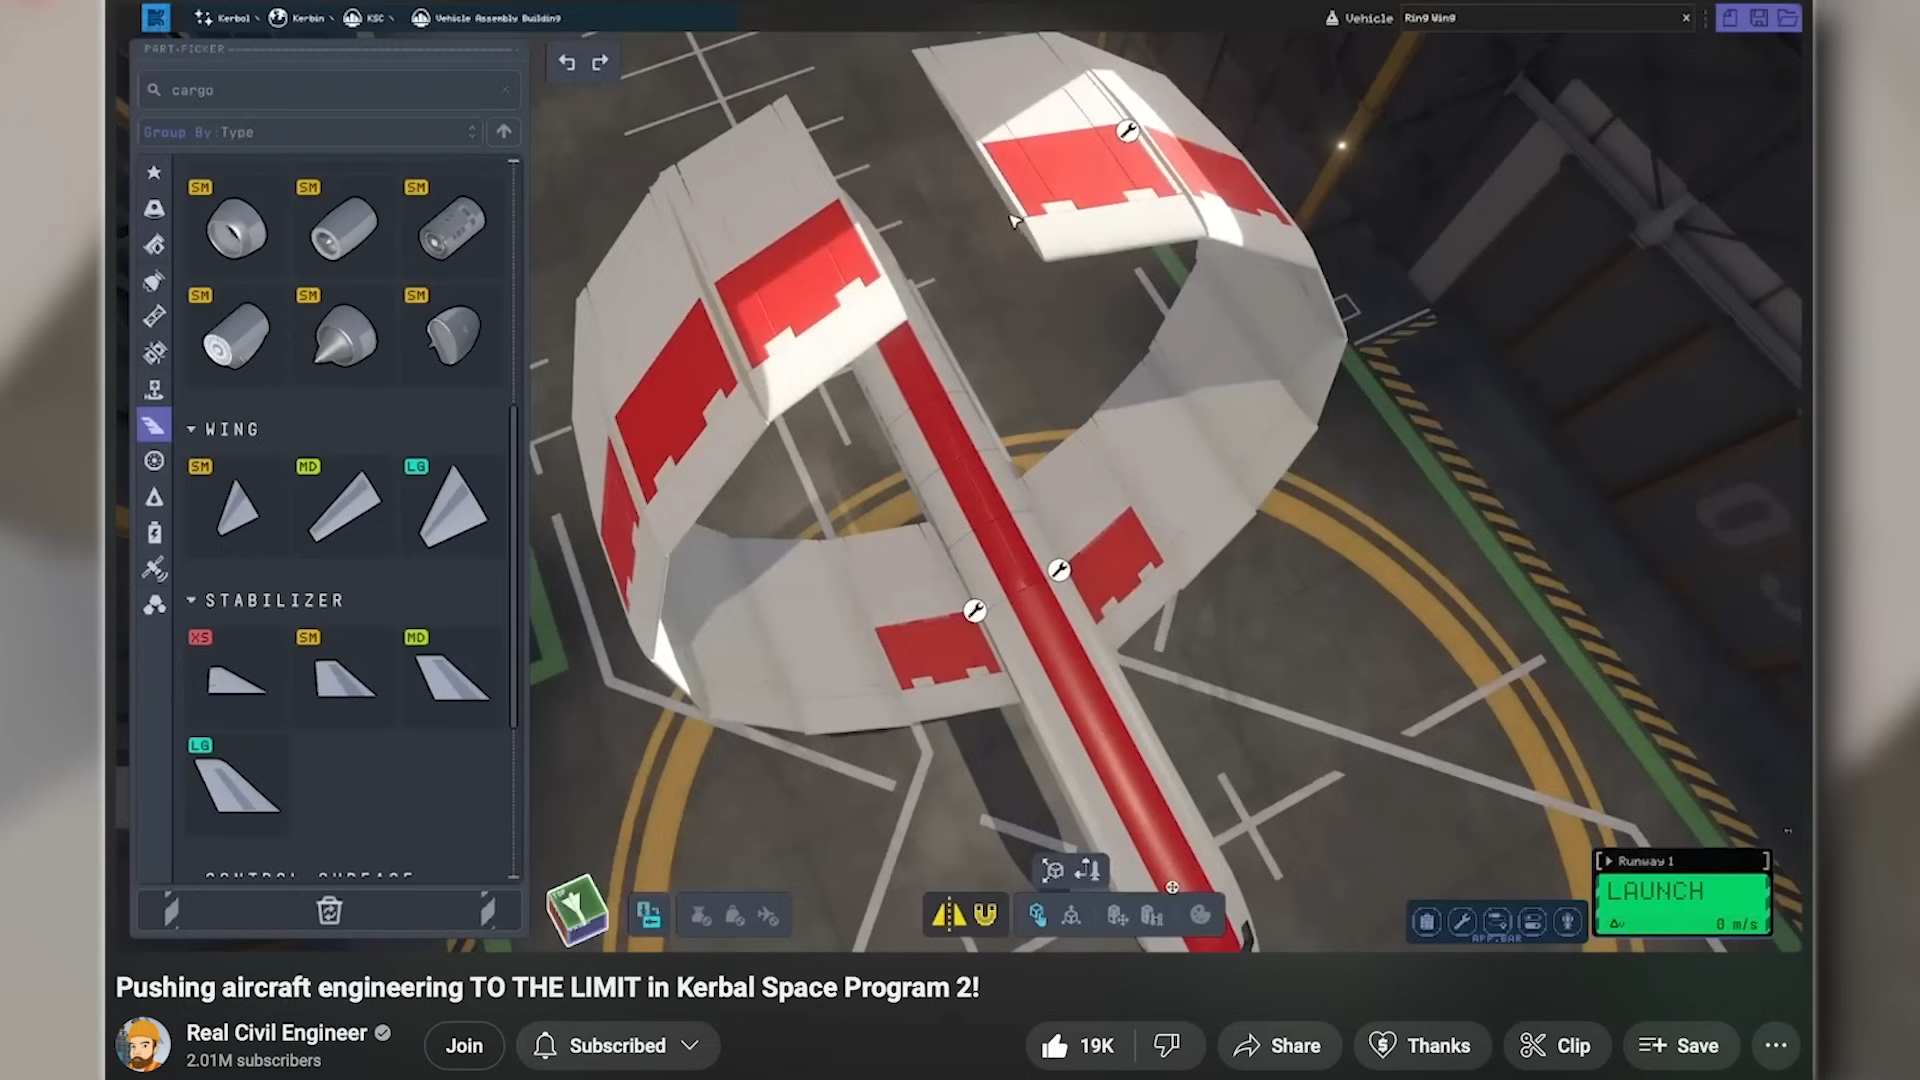 Kerbol
Kerbin
KSC
Vehicle Assembly Building
Vehicle
Ring Wing
x
PART·PICKER
cargo
Group By: Type
SM
SM
SM
SM
SM
SM
WING
SM
MD
LG
STABILIZER
XS
SM
MD
LG
Runway 1
LAUNCH
Δv
0 m/s
APP.BAR
Pushing aircraft engineering TO THE LIMIT in Kerbal Space Program 2!
Real Civil Engineer
2.01M subscribers
Join
Subscribed
19K
Share
Thanks
Clip
Save